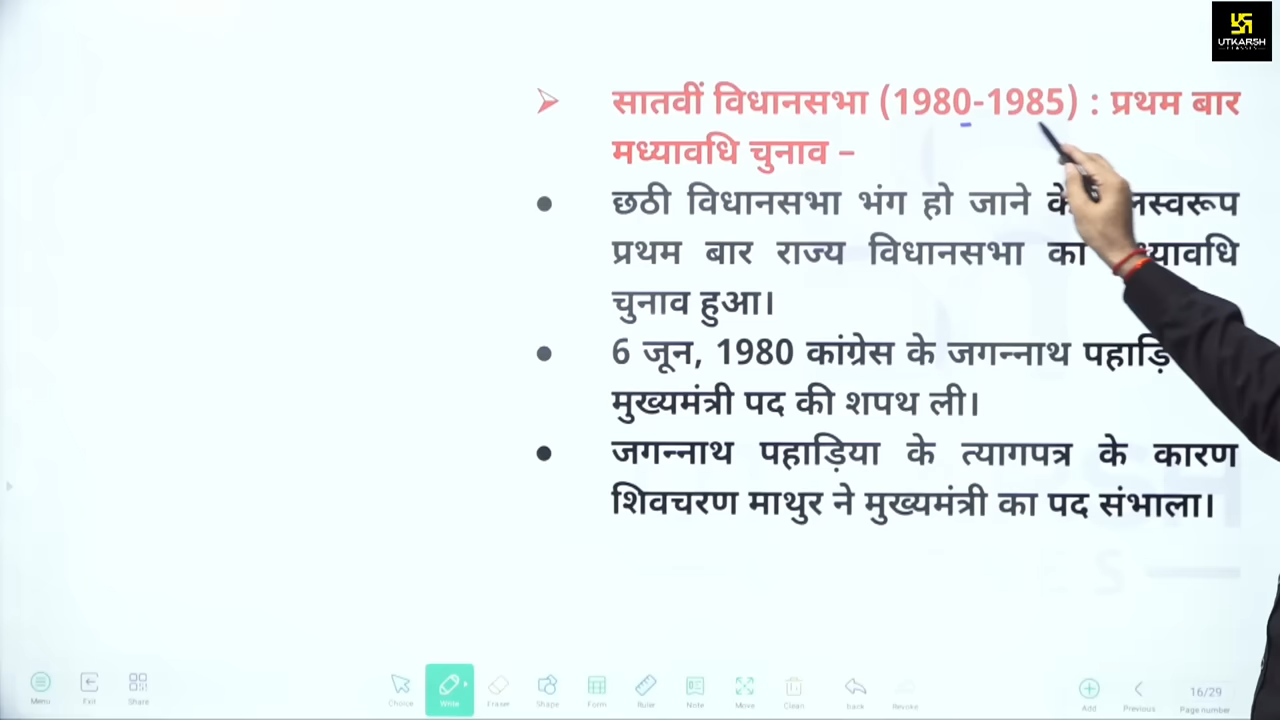 UTKARSH
CLASSES
सातवीं विधानसभा (1980-1985) : प्रथम बार
मध्यावधि चुनाव –
छठी विधानसभा भंग हो जाने के
प्रथम बार राज्य विधानसभा का
चुनाव हुआ।
6 जून, 1980 कांग्रेस के जगन्नाथ
मुख्यमंत्री पद की शपथ ली।
जगन्नाथ पहाड़िया के त्यागपत्र के कारण
शिवचरण माथुर ने मुख्यमंत्री का पद संभाला।
Menu Exit Share Choice Write Eraser Shape Form Ruler Note Move Clean back Revoke Add Previous 16/29 Page number